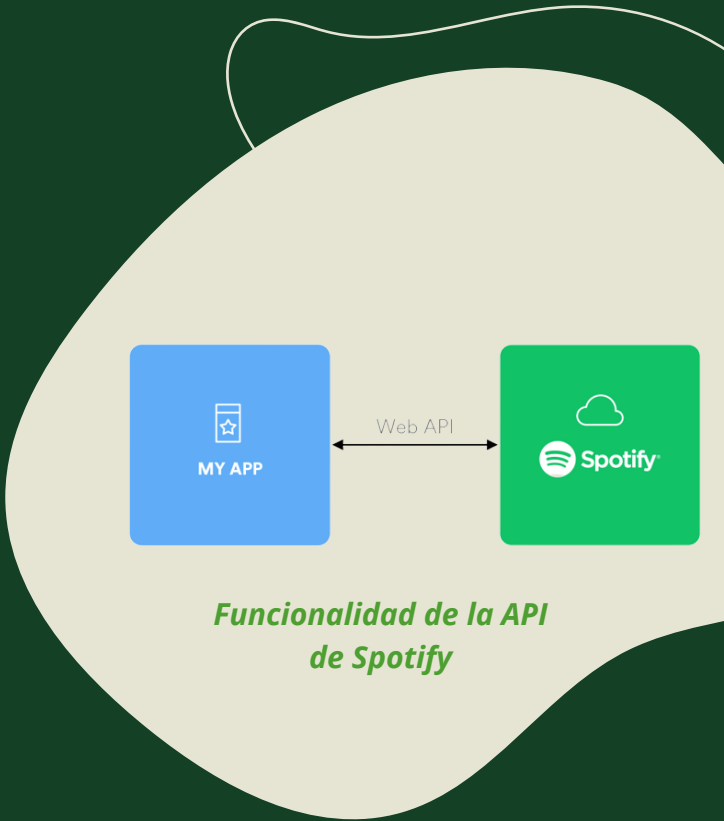 Web API
MY APP
Spotify®
Funcionalidad de la API
de Spotify